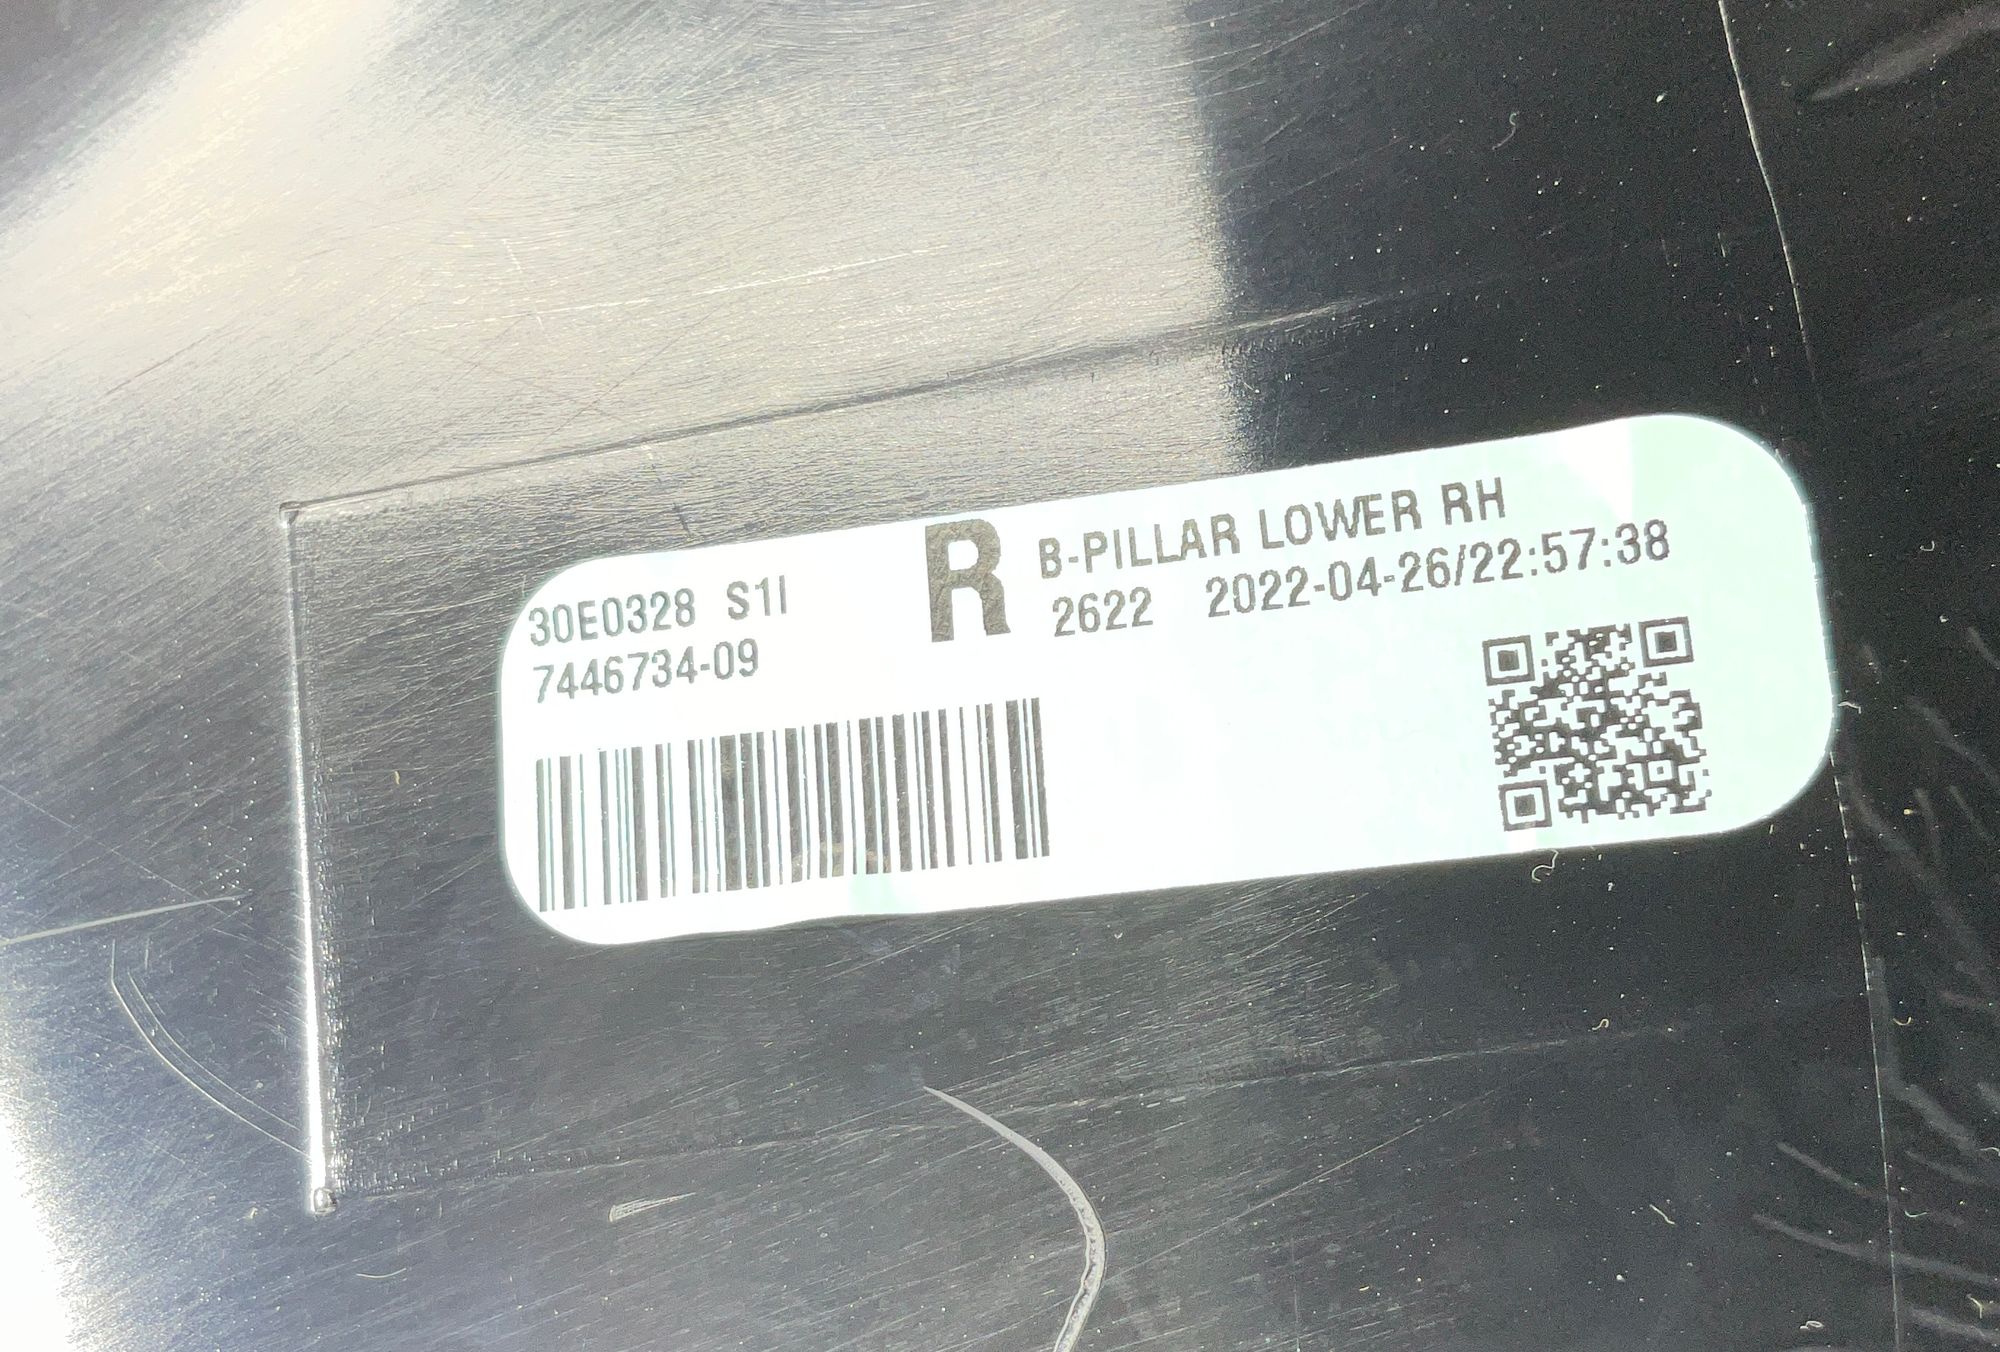 30E0328 S1I
7446734-09
R
B-PILLAR LOWER RH
2622 2022-04-26/22:57:38